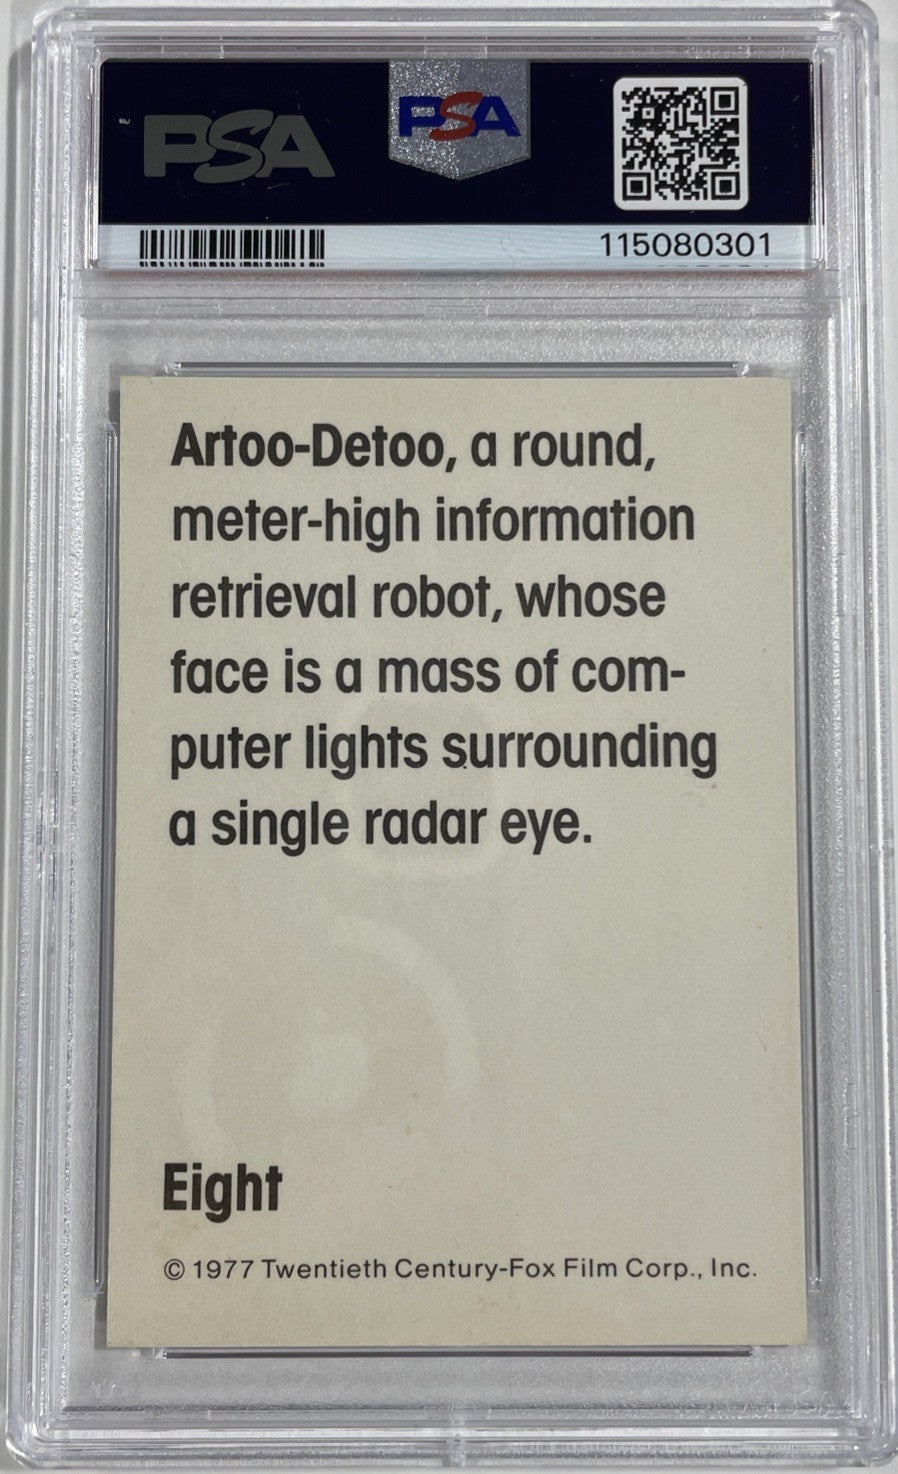 PSA
PSA
115080301
Artoo-Detoo, a round,
meter-high information
retrieval robot, whose
face is a mass of com-
puter lights surrounding
a single radar eye.
Eight
© 1977 Twentieth Century-Fox Film Corp., Inc.